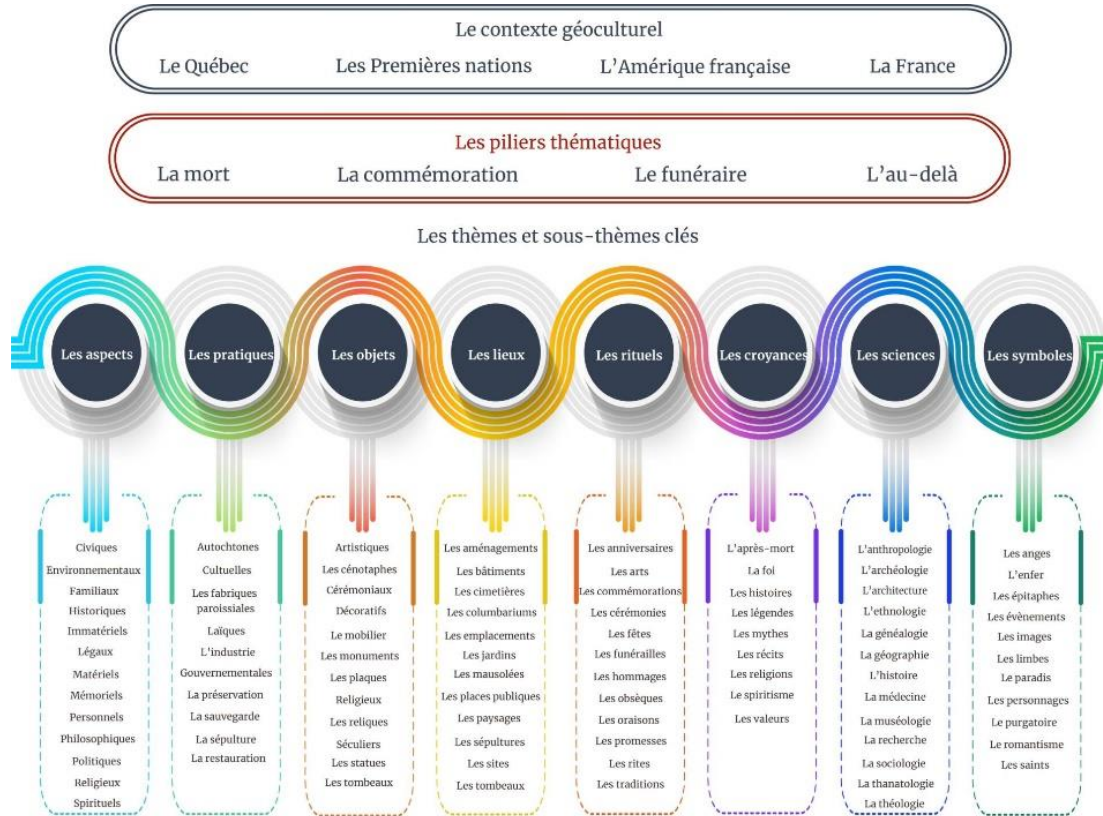 Le contexte géoculturel
Le Québec Les Premières nations L'Amérique française La France
Les piliers thématiques
La mort La commémoration Le funéraire L'au-delà
Les thèmes et sous-thèmes clés
Les aspects Les pratiques Les objets Les lieux Les rituels Les croyances Les sciences Les symboles
Civiques
Environnementaux
Familiaux
Historiques
Immatériels
Légaux
Matériels
Mémoriels
Personnels
Philosophiques
Politiques
Religieux
Spirituels
Autochtones
Cultuelles
Les fabriques
paroissiales
Laïques
L'industrie
Gouvernementales
La préservation
La sauvegarde
La sépulture
La restauration
Artistiques
Les cénotaphes
Cérémoniaux
Décoratifs
Le mobilier
Les monuments
Les plaques
Religieux
Les reliques
Séculiers
Les statues
Les tombeaux
Les aménagements
Les bâtiments
Les cimetières
Les columbariums
Les emplacements
Les jardins
Les mausolées
Les places publiques
Les paysages
Les sépultures
Les sites
Les tombeaux
Les anniversaires
Les arts
Les commémorations
Les cérémonies
Les fêtes
Les funérailles
Les hommages
Les obsèques
Les oraisons
Les promesses
Les rites
Les traditions
L'après-mort
La foi
Les histoires
Les légendes
Les mythes
Les récits
Les religions
Le spiritisme
Les valeurs
L'anthropologie
L'archéologie
L'architecture
L'ethnologie
La généalogie
La géographie
L'histoire
La médecine
La muséologie
La recherche
La sociologie
La thanatologie
La théologie
Les anges
L'enfer
Les épitaphes
Les évènements
Les images
Les limbes
Le paradis
Les personnages
Le purgatoire
Le romantisme
Les saints